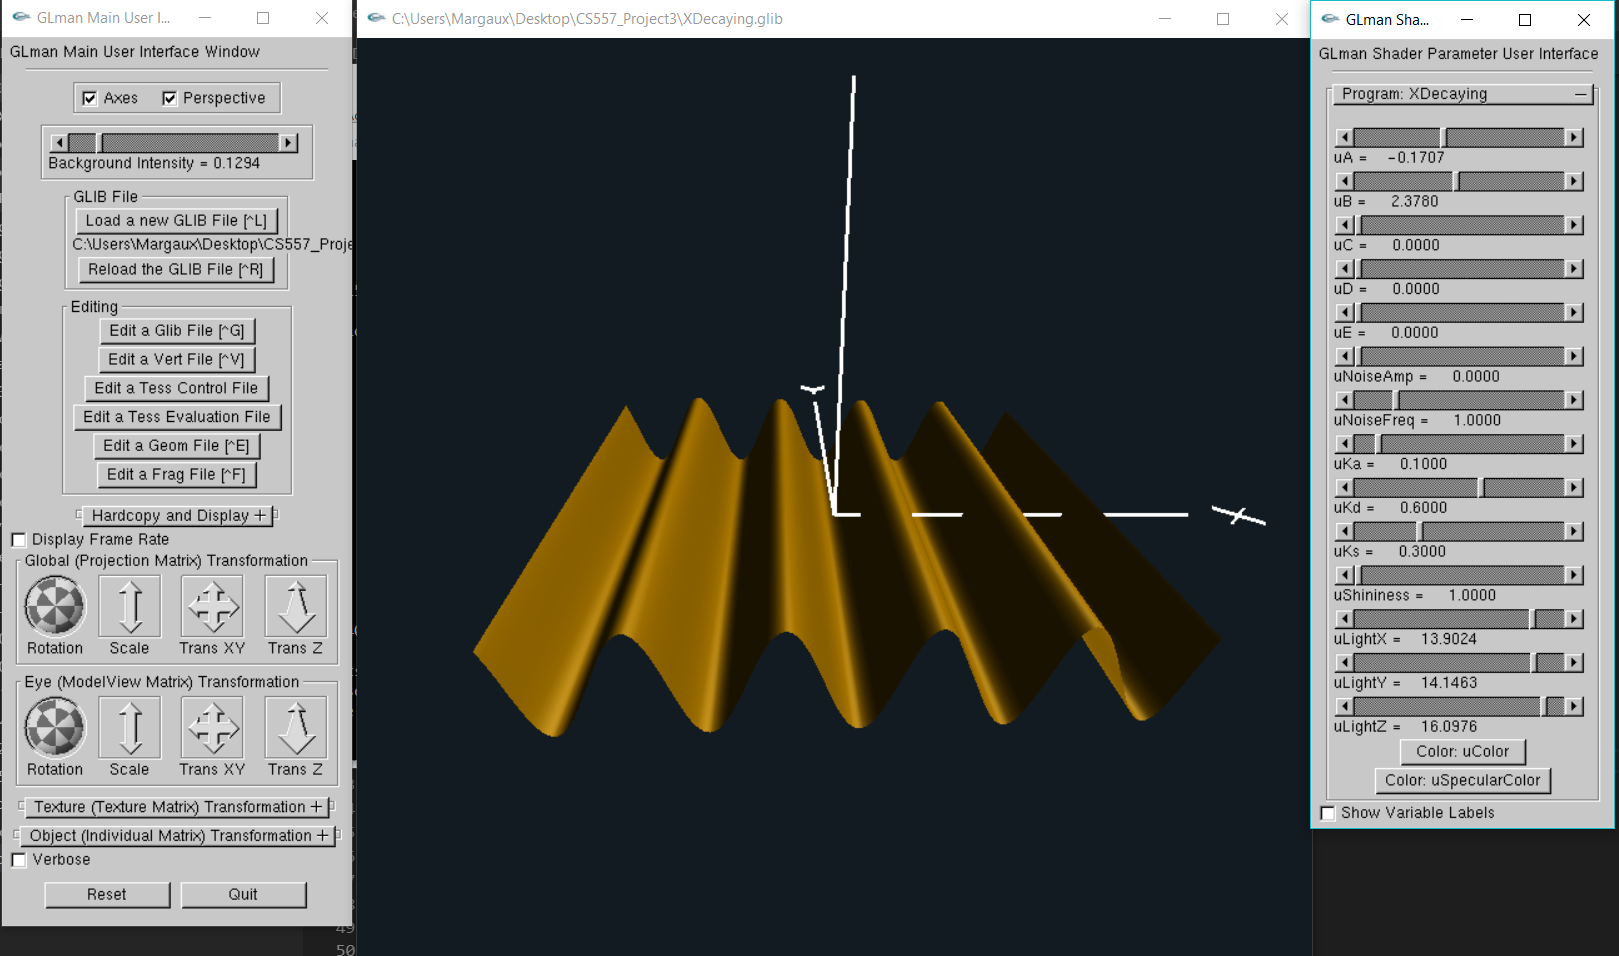 GLman Main User I...
GLman Main User Interface Window
Axes
Perspective
Background Intensity = 0.1294
GLIB File
Load a new GLIB File [^L]
C:\Users\Margaux\Desktop\CS557_Proje
Reload the GLIB File [^R]
Editing
Edit a Glib File [^G]
Edit a Vert File [^V]
Edit a Tess Control File
Edit a Tess Evaluation File
Edit a Geom File [^E]
Edit a Frag File [^F]
Hardcopy and Display +
Display Frame Rate
Global (Projection Matrix) Transformation
Rotation Scale Trans XY Trans Z
Eye (ModelView Matrix) Transformation
Rotation Scale Trans XY Trans Z
Texture (Texture Matrix) Transformation +
Object (Individual Matrix) Transformation +
Verbose
Reset
Quit
49
50
C:\Users\Margaux\Desktop\CS557_Project3\XDecaying.glib
Y
X
GLman Sha...
GLman Shader Parameter User Interface
Program: XDecaying
uA = -0.1707
uB = 2.3780
uC = 0.0000
uD = 0.0000
uE = 0.0000
uNoiseAmp = 0.0000
uNoiseFreq = 1.0000
uKa = 0.1000
uKd = 0.6000
uKs = 0.3000
uShininess = 1.0000
uLightX = 13.9024
uLightY = 14.1463
uLightZ = 16.0976
Color: uColor
Color: uSpecularColor
Show Variable Labels